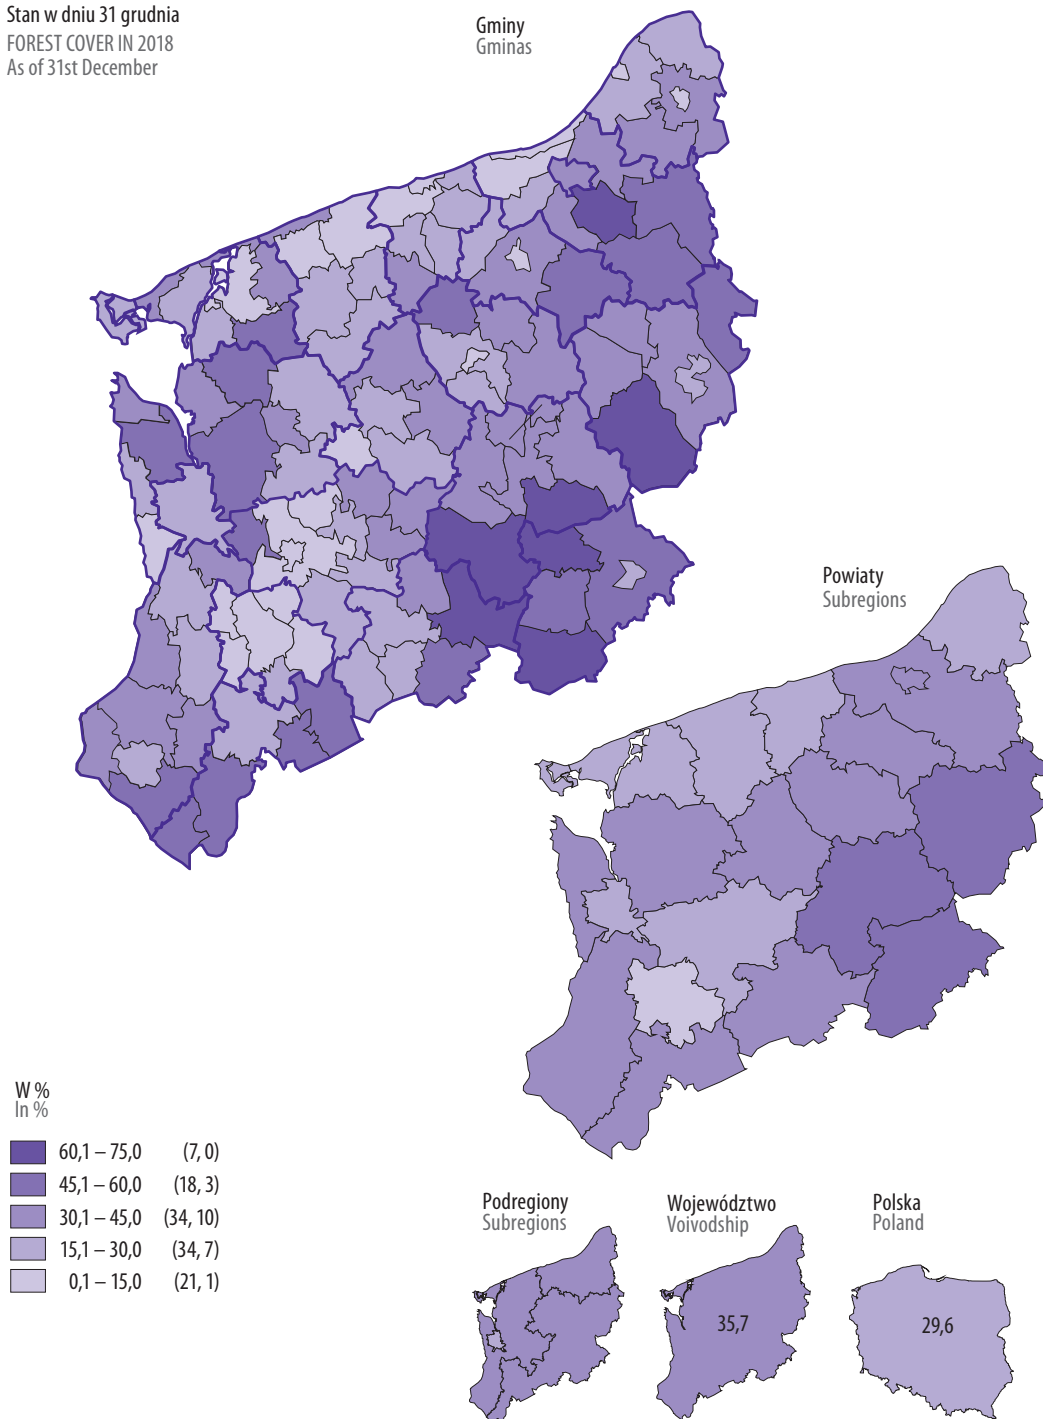 Stan w dniu 31 grudnia
FOREST COVER IN 2018
As of 31st December
Gminy
Gminas
Powiaty
Subregions
W %
In %
60,1 – 75,0 (7, 0)
45,1 – 60,0 (18, 3)
30,1 – 45,0 (34, 10)
15,1 – 30,0 (34, 7)
0,1 – 15,0 (21, 1)
Podregiony
Subregions
Województwo
Voivodship
35,7
Polska
Poland
29,6